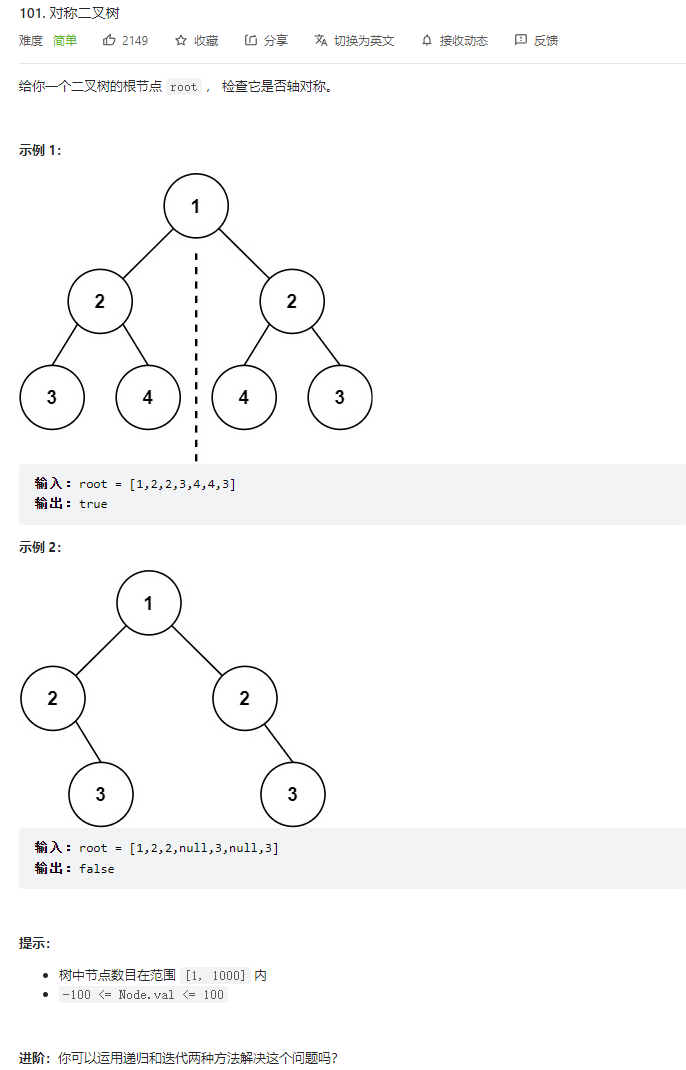 101. 对称二叉树
难度 简单 2149 收藏 分享 切换为英文 接收动态 反馈
给你一个二叉树的根节点 root ， 检查它是否轴对称。
示例 1：
1
2 2
3 4 4 3
输入：root = [1,2,2,3,4,4,3]
输出：true
示例 2：
1
2 2
3 3
输入：root = [1,2,2,null,3,null,3]
输出：false
提示：
树中节点数目在范围 [1, 1000] 内
-100 <= Node.val <= 100
进阶：你可以运用递归和迭代两种方法解决这个问题吗？